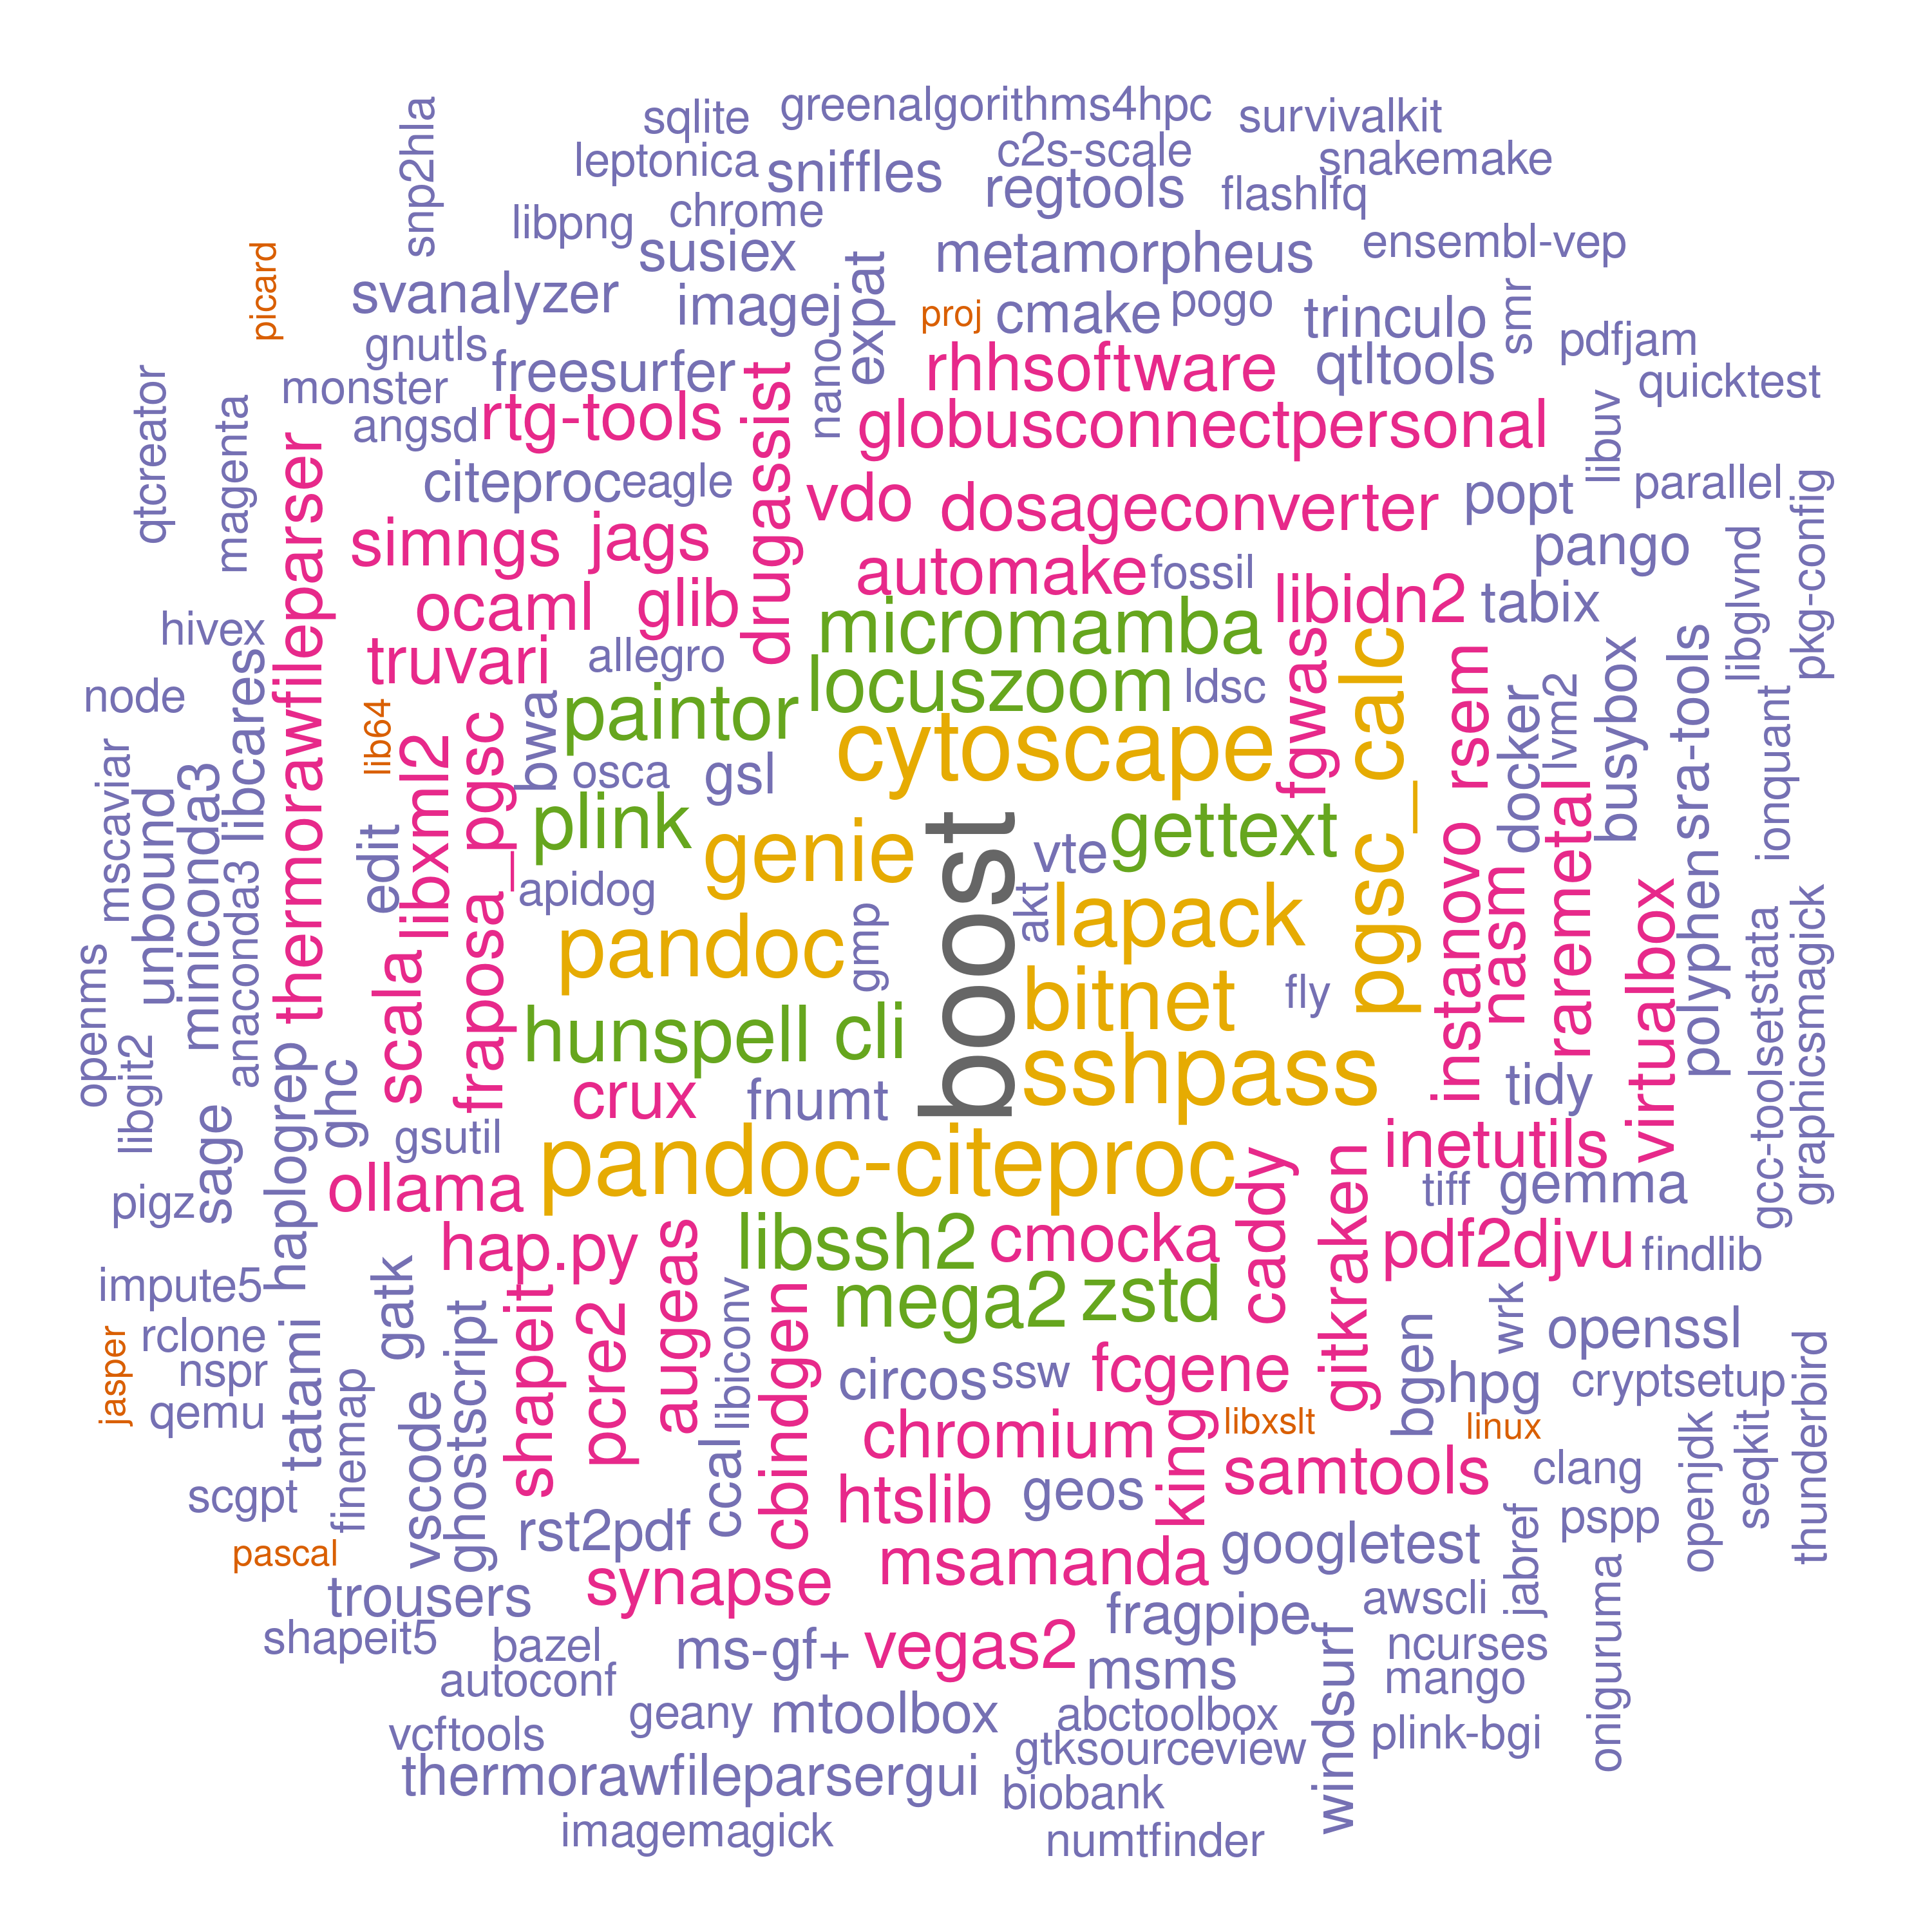 greenalgorithms4hpc
sqlite
survivalkit
snp2hla
leptonica
sniffles
c2s-scale
regtools
snakemake
flashlfq
libpng
chrome
picard
susiex
metamorpheus
ensembl-vep
svanalyzer
imagej
expat
proj
cmake
pogo
trinculo
smr
gnutls
nano
pdfjam
monster
freesurfer
drugassist
rhhsoftware
qtltools
quicktest
qtcreator
magenta
angsd
rtg-tools
globusconnectpersonal
libuv
thermorawfileparser
citeproc
eagle
vdo
dosageconverter
popt
parallel
pkg-config
simngs
jags
automake
fossil
pango
libglvnd
hivex
ocaml
glib
micromamba
libidn2
tabix
node
libcares
truvari
allegro
locuszoom
ldsc
fgwas
pgsc_calc
rsem
docker
lvm2
busybox
sra-tools
ionquant
mscaviar
unbound
miniconda3
lib64
libxml2
fraposa_pgsc
bwa
paintor
osca
gsl
cytoscape
plink
genie
boost
vte
gettext
anaconda3
edit
apidog
gmp
akt
lapack
instanovo
nasm
raremetal
virtualbox
polyphen
gcc-toolset
stata
graphicsmagick
openms
libgit2
scala
pandoc
bitnet
fly
sage
haplogrep
ghc
hunspell
cli
sshpass
tidy
crux
fnumt
gsutil
pandoc-citeproc
caddy
gitkraken
inetutils
pigz
ollama
tiff
gemma
hap.py
augeas
libssh2
cmocka
pdf2djvu
findlib
impute5
gatk
ghostscript
shapeit
pcre2
libiconv
cbindgen
mega2
zstd
wrk
openssl
jasper
rclone
nspr
qemu
tatami
finemap
vscode
circos
ssw
fcgene
bgen
hpg
cryptsetup
thunderbird
ccal
chromium
king
libxslt
linux
openjdk
seqkit
scgpt
htslib
geos
samtools
clang
pascal
rst2pdf
googletest
jabref
pspp
trousers
synapse
msamanda
fragpipe
awscli
oniguruma
shapeit5
bazel
ms-gf+
vegas2
msms
windsurf
ncurses
autoconf
mango
vcftools
geany
mtoolbox
abctoolbox
plink-bgi
gtksourceview
thermorawfileparsergui
biobank
imagemagick
numtfinder